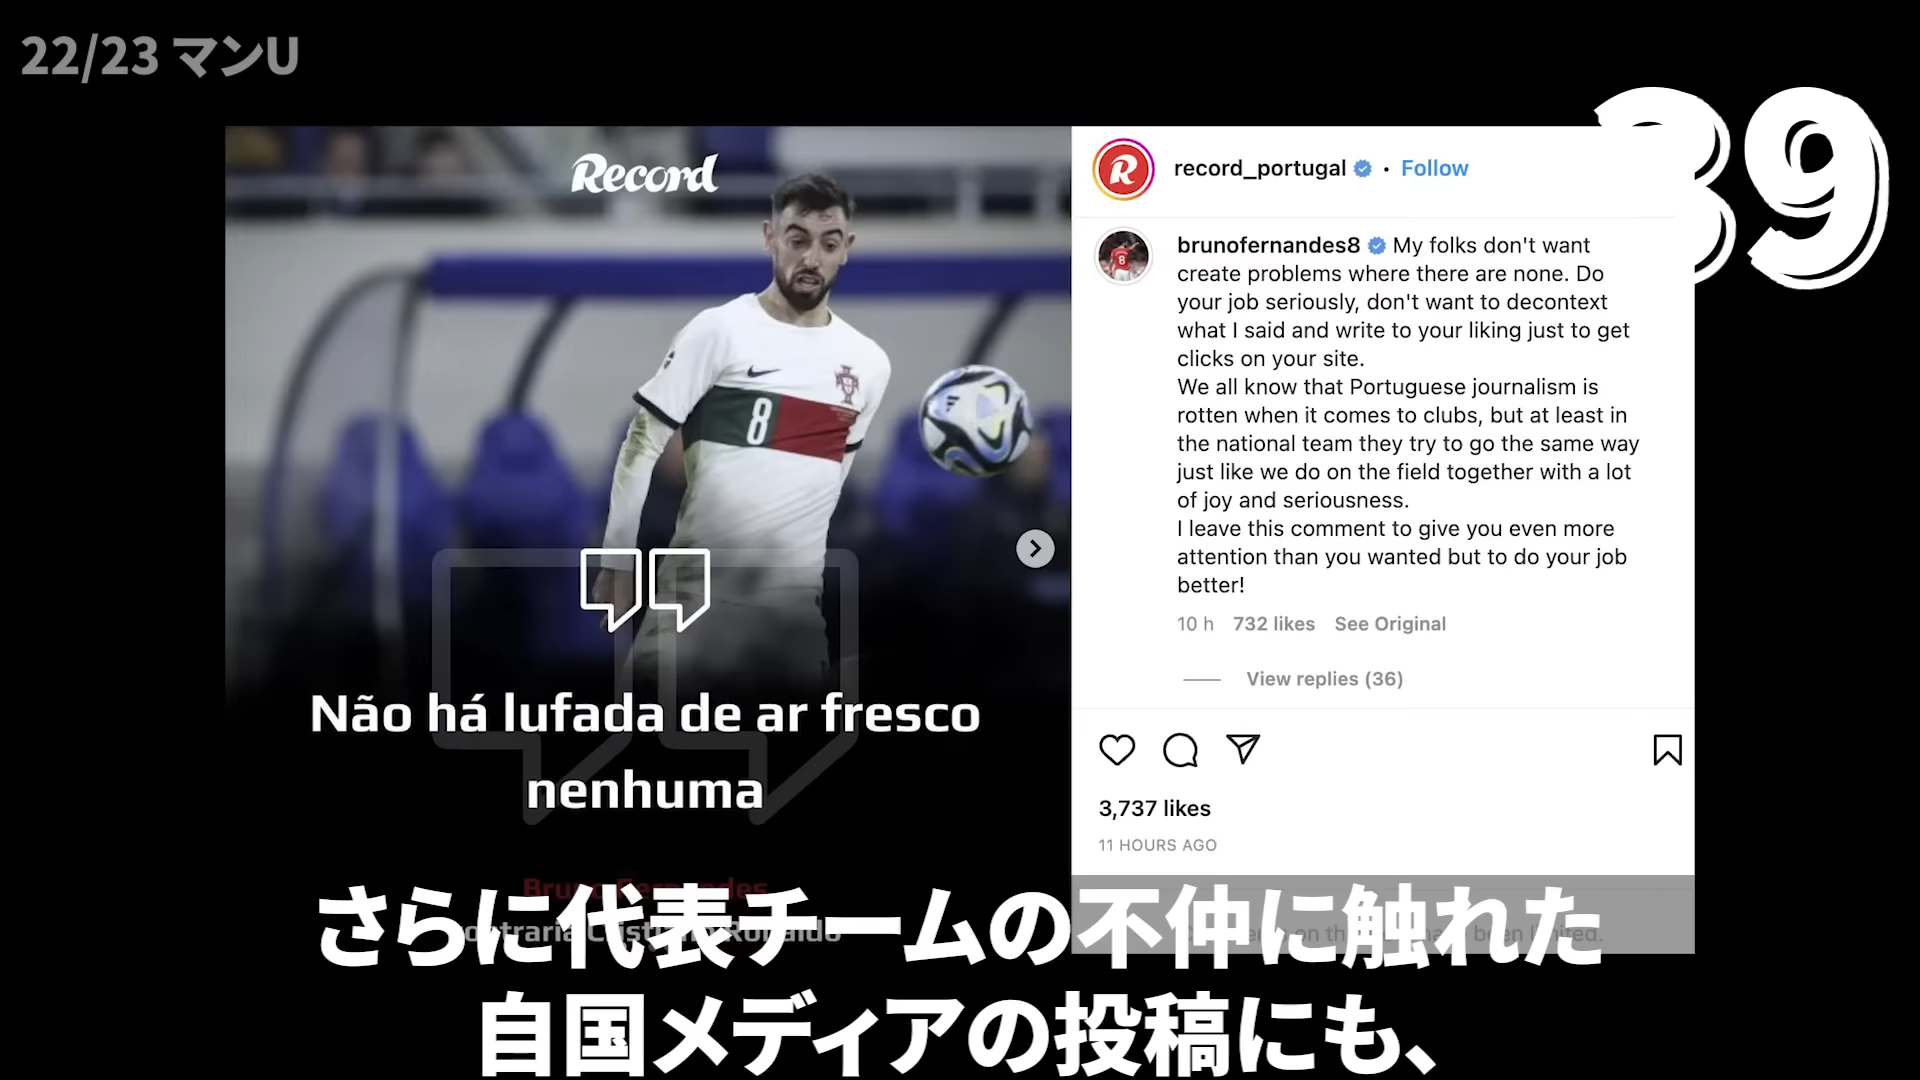 22/23 マンU
39
Record
8
Não há lufada de ar fresco
nenhuma
Bruno Fernandes
contraria Cristiano Ronaldo
record_portugal • Follow
brunofernandes8 My folks don't want
create problems where there are none. Do
your job seriously, don't want to decontext
what I said and write to your liking just to get
clicks on your site.
We all know that Portuguese journalism is
rotten when it comes to clubs, but at least in
the national team they try to go the same way
just like we do on the field together with a lot
of joy and seriousness.
I leave this comment to give you even more
attention than you wanted but to do your job
better!
10 h 732 likes See Original
View replies (36)
3,737 likes
11 HOURS AGO
さらに代表チームの不仲に触れた
自国メディアの投稿にも、